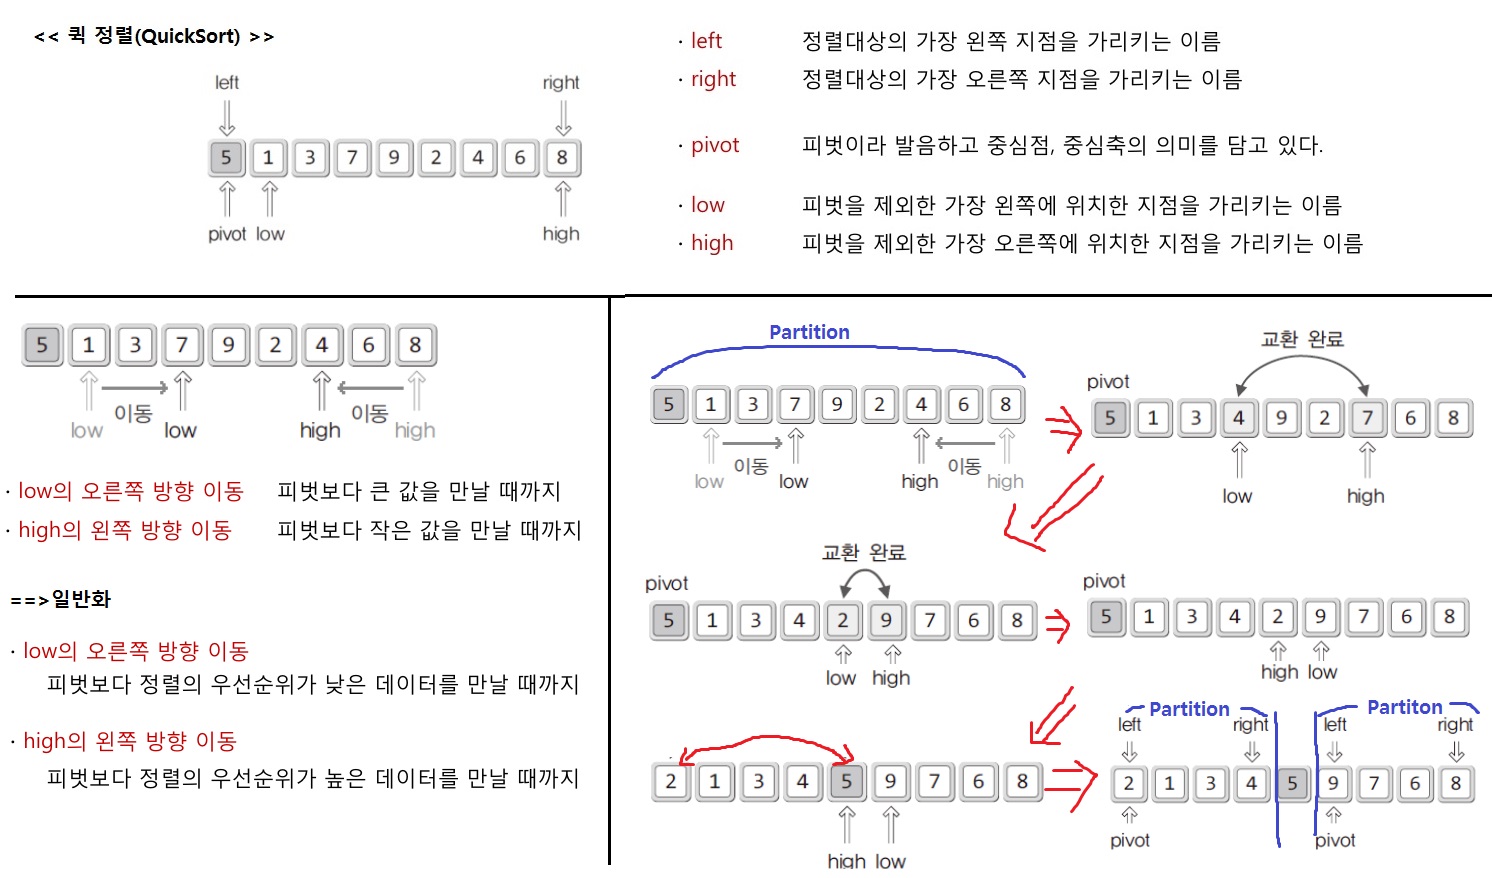 << 퀵 정렬(QuickSort) >>
left right
5 1 3 7 9 2 4 6 8
pivot low high
· left 정렬대상의 가장 왼쪽 지점을 가리키는 이름
· right 정렬대상의 가장 오른쪽 지점을 가리키는 이름
· pivot 피벗이라 발음하고 중심점, 중심축의 의미를 담고 있다.
· low 피벗을 제외한 가장 왼쪽에 위치한 지점을 가리키는 이름
· high 피벗을 제외한 가장 오른쪽에 위치한 지점을 가리키는 이름
5 1 3 7 9 2 4 6 8
이동 이동
low low high high
· low의 오른쪽 방향 이동 피벗보다 큰 값을 만날 때까지
· high의 왼쪽 방향 이동 피벗보다 작은 값을 만날 때까지
==>일반화
· low의 오른쪽 방향 이동
피벗보다 정렬의 우선순위가 낮은 데이터를 만날 때까지
· high의 왼쪽 방향 이동
피벗보다 정렬의 우선순위가 높은 데이터를 만날 때까지
Partition
5 1 3 7 9 2 4 6 8
이동 이동
low low high high
교환 완료
pivot
5 1 3 4 9 2 7 6 8
low high
교환 완료
pivot
5 1 3 4 2 9 7 6 8
low high
pivot
5 1 3 4 2 9 7 6 8
high low
2 1 3 4 5 9 7 6 8
high low
Partition Partiton
left right left right
2 1 3 4 5 9 7 6 8
pivot pivot